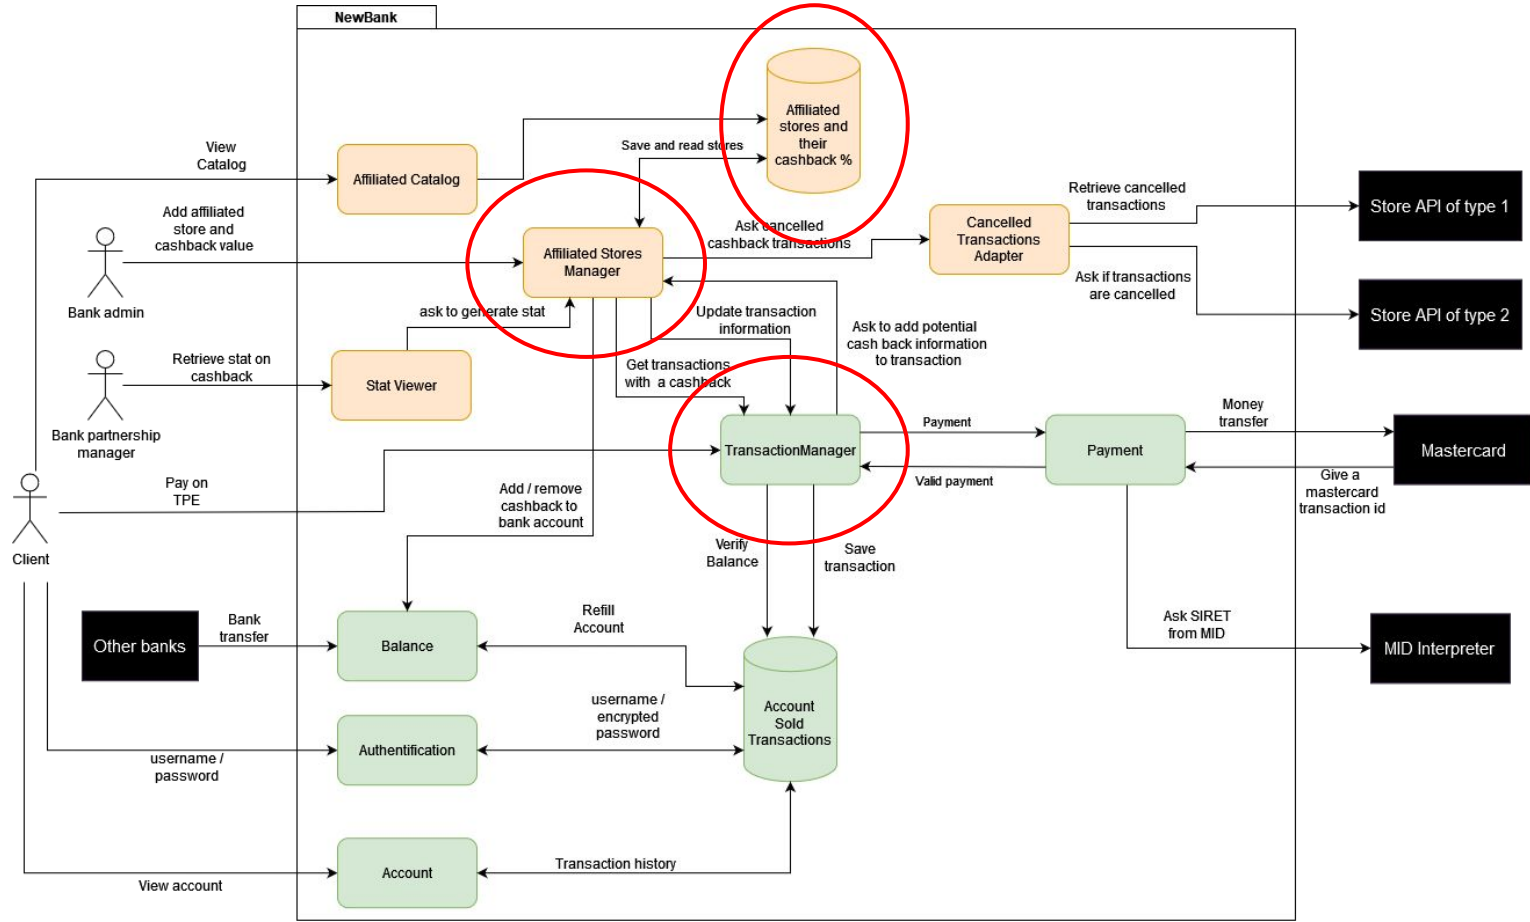 NewBank
Affiliated
stores and
their
cashback %
View
Catalog
Save and read stores
Affiliated Catalog
Retrieve cancelled
transactions
Store API of type 1
Add affiliated
store and
cashback value
Ask cancelled
cashback transactions
Cancelled
Transactions
Adapter
Affiliated Stores
Manager
Ask if transactions
are cancelled
Bank admin
ask to generate stat
Update transaction
information
Store API of type 2
Ask to add potential
cash back information
to transaction
Retrieve stat on
cashback
Stat Viewer
Get transactions
with a cashback
Bank partnership
manager
Payment
Money
transfer
TransactionManager
Payment
Mastercard
Pay on
TPE
Add / remove
cashback to
bank account
Valid payment
Give a
mastercard
transaction id
Client
Verify
Balance
Save
transaction
Bank
transfer
Refill
Account
Ask SIRET
from MID
Other banks
Balance
MID Interpreter
username /
encrypted
password
Account
Sold
Transactions
Authentification
username /
password
Transaction history
Account
View account